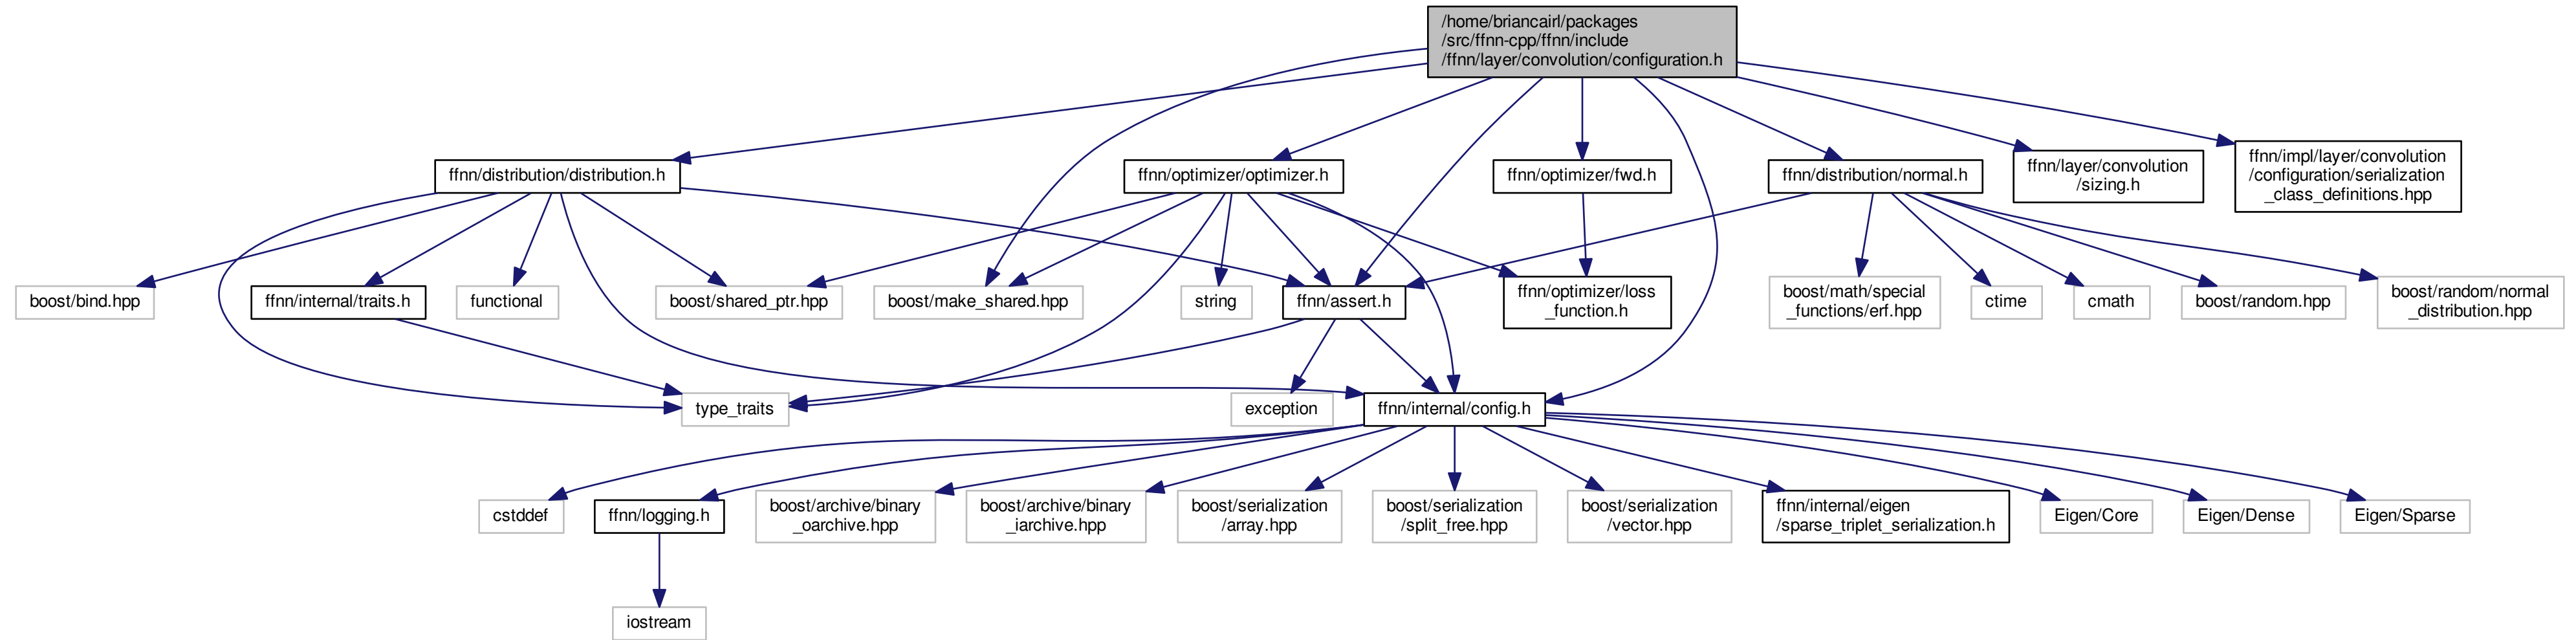 /home/briancairl/packages
/src/ffnn-cpp/ffnn/include
/ffnn/layer/convolution/configuration.h
ffnn/distribution/distribution.h
ffnn/optimizer/optimizer.h
ffnn/optimizer/fwd.h
ffnn/distribution/normal.h
ffnn/layer/convolution
/sizing.h
ffnn/impl/layer/convolution
/configuration/serialization
_class_definitions.hpp
boost/bind.hpp
ffnn/internal/traits.h
functional
boost/shared_ptr.hpp
boost/make_shared.hpp
string
ffnn/assert.h
ffnn/optimizer/loss
_function.h
boost/math/special
_functions/erf.hpp
ctime
cmath
boost/random.hpp
boost/random/normal
_distribution.hpp
type_traits
exception
ffnn/internal/config.h
cstddef
ffnn/logging.h
boost/archive/binary
_oarchive.hpp
boost/archive/binary
_iarchive.hpp
boost/serialization
/array.hpp
boost/serialization
/split_free.hpp
boost/serialization
/vector.hpp
ffnn/internal/eigen
/sparse_triplet_serialization.h
Eigen/Core
Eigen/Dense
Eigen/Sparse
iostream